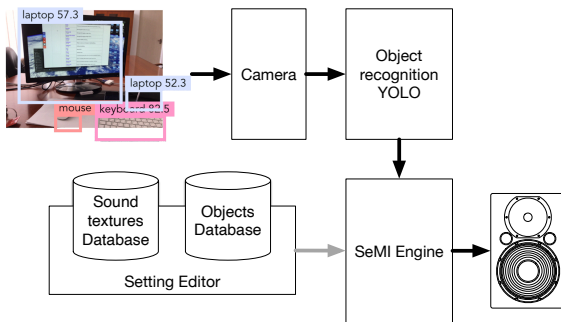 laptop 57.3
laptop 52.3
mouse
keyboard 82.5
Camera
Object
recognition
YOLO
Sound
textures
Database
Objects
Database
Setting Editor
SeMI Engine